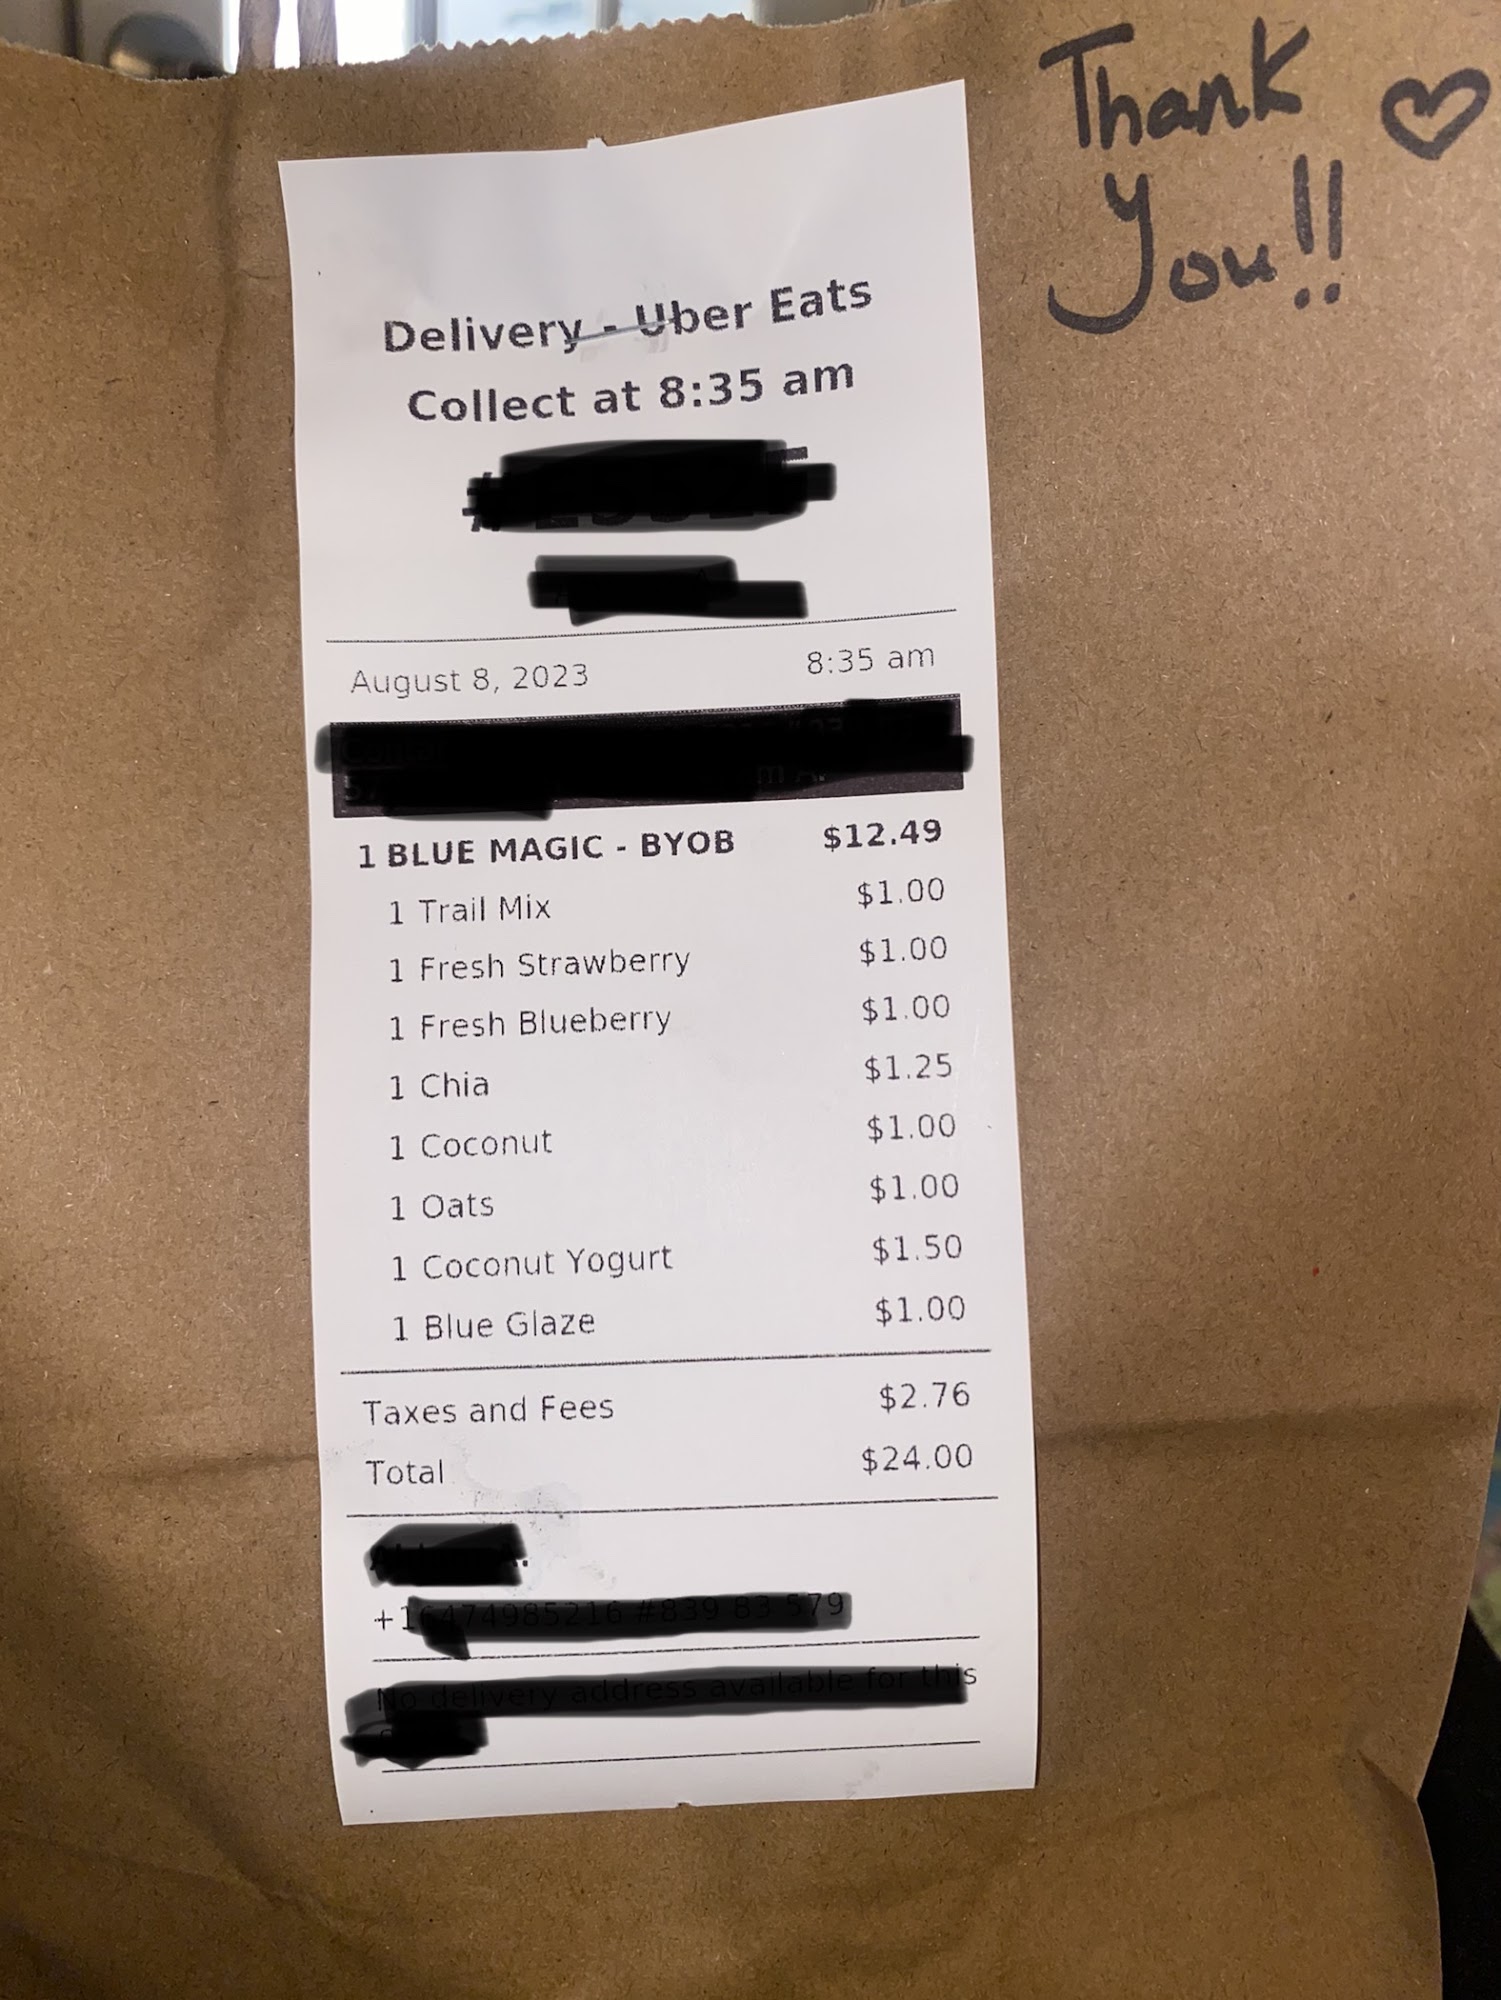 Thank
You!!
Delivery - Uber Eats
Collect at 8:35 am
August 8, 2023 8:35 am
1 BLUE MAGIC - BYOB $12.49
1 Trail Mix $1.00
1 Fresh Strawberry $1.00
1 Fresh Blueberry $1.00
1 Chia $1.25
1 Coconut $1.00
1 Oats $1.00
1 Coconut Yogurt $1.50
1 Blue Glaze $1.00
Taxes and Fees $2.76
Total $24.00